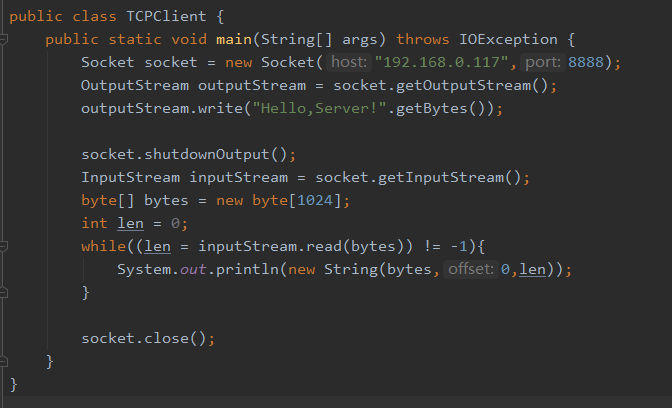 public class TCPClient {
    public static void main(String[] args) throws IOException {
        Socket socket = new Socket( host: "192.168.0.117", port: 8888);
        OutputStream outputStream = socket.getOutputStream();
        outputStream.write("Hello,Server!".getBytes());

        socket.shutdownOutput();
        InputStream inputStream = socket.getInputStream();
        byte[] bytes = new byte[1024];
        int len = 0;
        while((len = inputStream.read(bytes)) != -1){
            System.out.println(new String(bytes, offset: 0,len));
        }

        socket.close();
    }
}